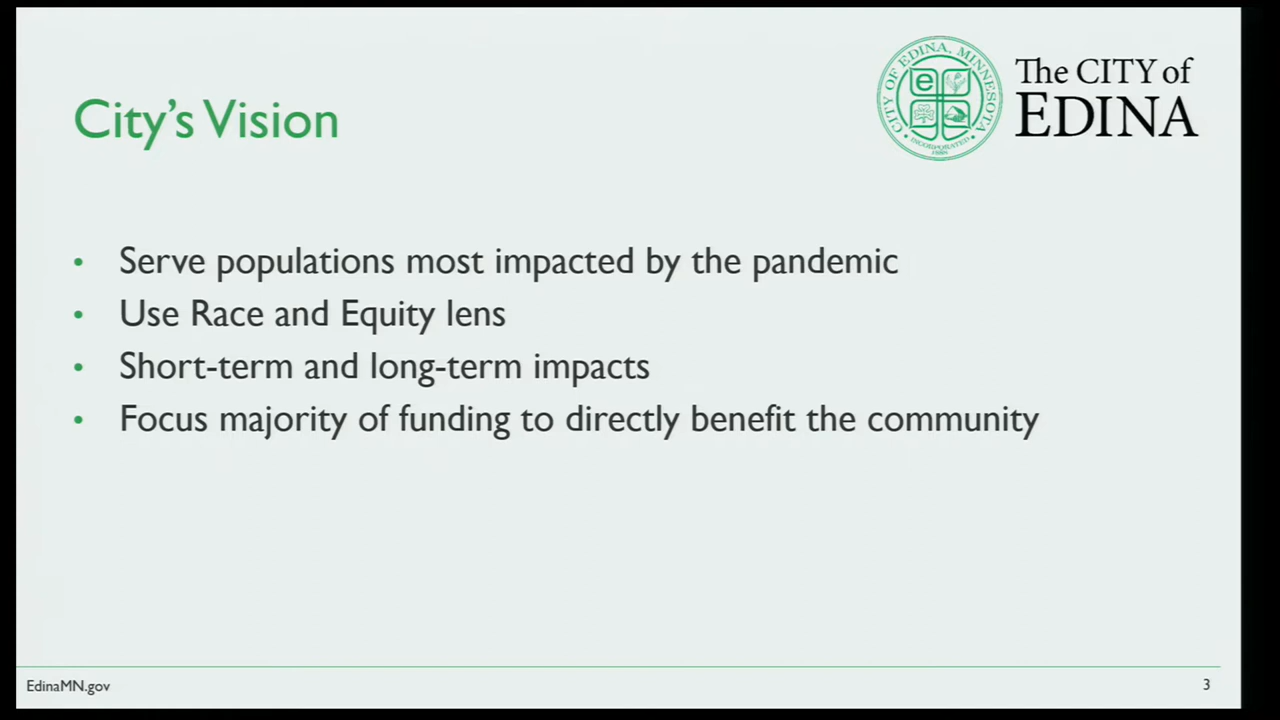 City's Vision
CITY OF EDINA, MINNESOTA
e
INCORPORATED
1888
The CITY of
EDINA
• Serve populations most impacted by the pandemic
• Use Race and Equity lens
• Short-term and long-term impacts
• Focus majority of funding to directly benefit the community
EdinaMN.gov
3